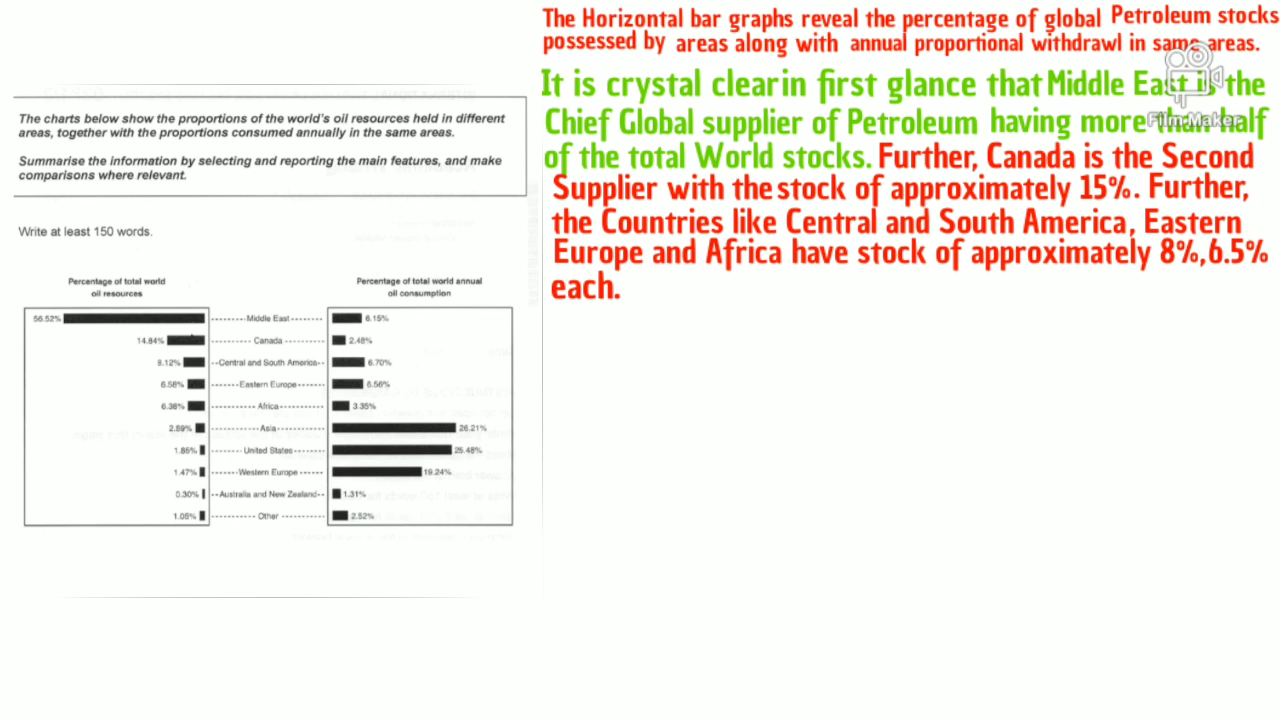 The charts below show the proportions of the world's oil resources held in different
areas, together with the proportions consumed annually in the same areas.
Summarise the information by selecting and reporting the main features, and make
comparisons where relevant.
Write at least 150 words.
Percentage of total world
oil resources
Percentage of total world annual
oil consumption
56.52% Middle East 6.15%
14.84% Canada 2.48%
8.12% Central and South America 6.70%
6.58% Eastern Europe 6.56%
6.36% Africa 3.35%
2.89% Asia 26.21%
1.85% United States 25.48%
1.47% Western Europe 19.24%
0.30% Australia and New Zealand 1.31%
1.05% Other 2.52%
The Horizontal bar graphs reveal the percentage of global Petroleum stocks
possessed by areas along with annual proportional withdrawl in same areas.
It is crystal clearin first glance that Middle East is the
Chief Global supplier of Petroleum having more than half
of the total World stocks. Further, Canada is the Second
Supplier with the stock of approximately 15%. Further,
the Countries like Central and South America, Eastern
Europe and Africa have stock of approximately 8%,6.5%
each.
FilmMaker